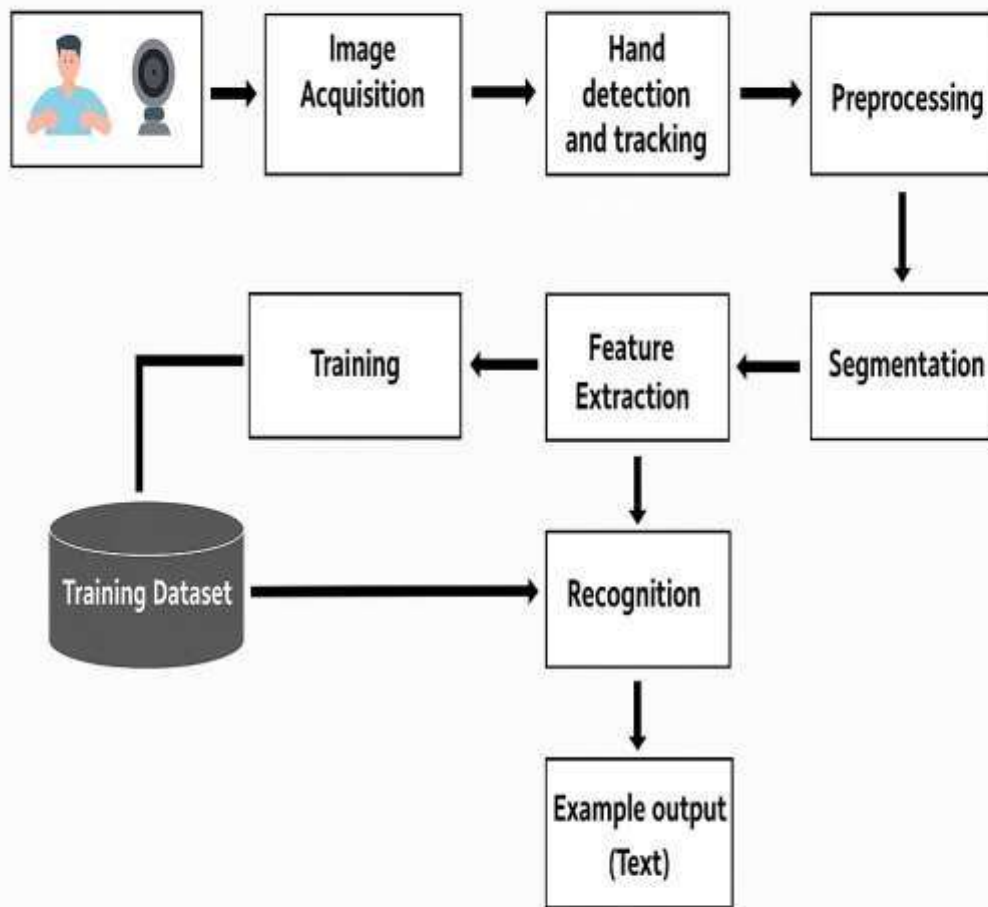 Image
Acquisition
Hand
detection
and tracking
Preprocessing
Segmentation
Feature
Extraction
Training
Training Dataset
Recognition
Example output
(Text)